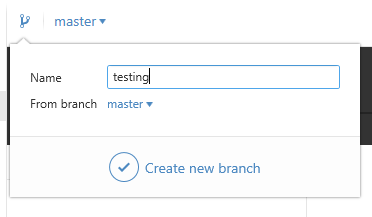 master
Name testing
From branch master
Create new branch